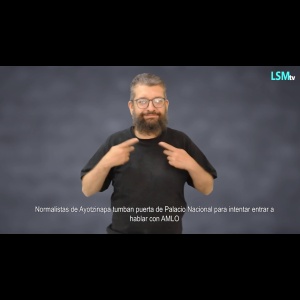 LSMtv
Normalistas de Ayotzinapa tumban puerta de Palacio Nacional para intentar entrar a
hablar con AMLO